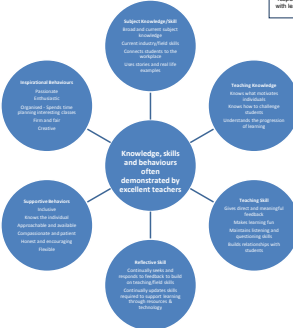 with le
Subject Knowledge/Skill
Broad and current subject
knowledge
Current industry/field skills
Connects students to the
workplace
Uses stories and real life
examples
Inspirational Behaviours
Passionate
Enthusiastic
Organised - Spends time
planning interesting classes
Firm and fair
Creative
Teaching Knowledge
Knows what motivates
individuals
Knows how to challenge
students
Understands the progression
of learning
Knowledge, skills
and behaviours
often
demonstrated by
excellent teachers
Supportive Behaviors
Inclusive
Knows the individual
Approachable and available
Compassionate and patient
Honest and encouraging
Flexible
Teaching Skill
Gives direct and meaningful
feedback
Makes learning fun
Maintains listening and
questioning skills
Builds relationships with
students
Reflective Skill
Continually seeks and
responds to feedback to build
on teaching/field skills
Continually updates skills
required to support learning
through resources &
technology